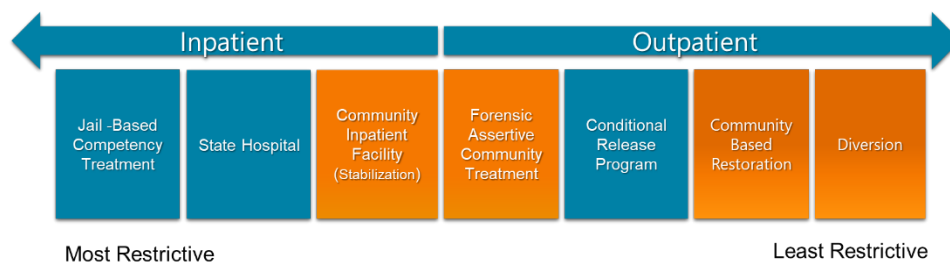 Inpatient
Outpatient
Jail -Based
Competency
Treatment
State Hospital
Community
Inpatient
Facility
(Stabilization)
Forensic
Assertive
Community
Treatment
Conditional
Release
Program
Community
Based
Restoration
Diversion
Most Restrictive
Least Restrictive